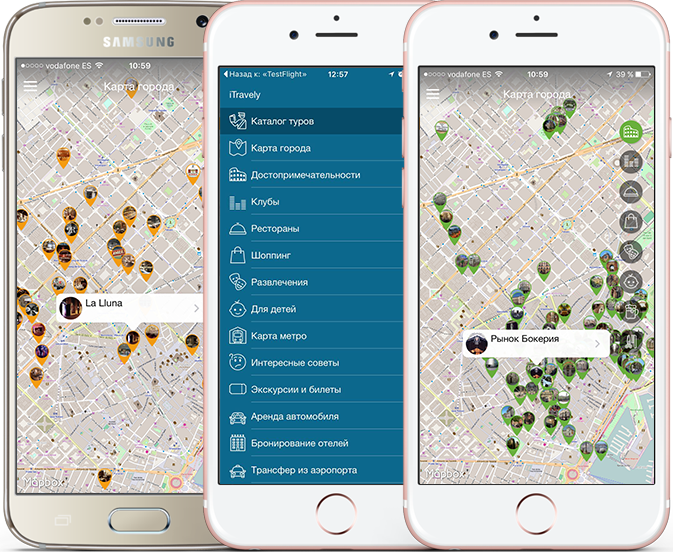 SAMSUNG
●○○○○ vodafone ES
10:59
Карта города
La Lluna
Mapbox
Назад к: «TestFlight»
12:57
iTravely
Каталог туров
Карта города
Достопримечательности
Клубы
Рестораны
Шоппинг
Развлечения
Для детей
Карта метро
Интересные советы
Экскурсии и билеты
Аренда автомобиля
Бронирование отелей
Трансфер из аэропорта
●○○○○ vodafone ES
10:59
39 %
Карта города
Рынок Бокерия
Mapbox